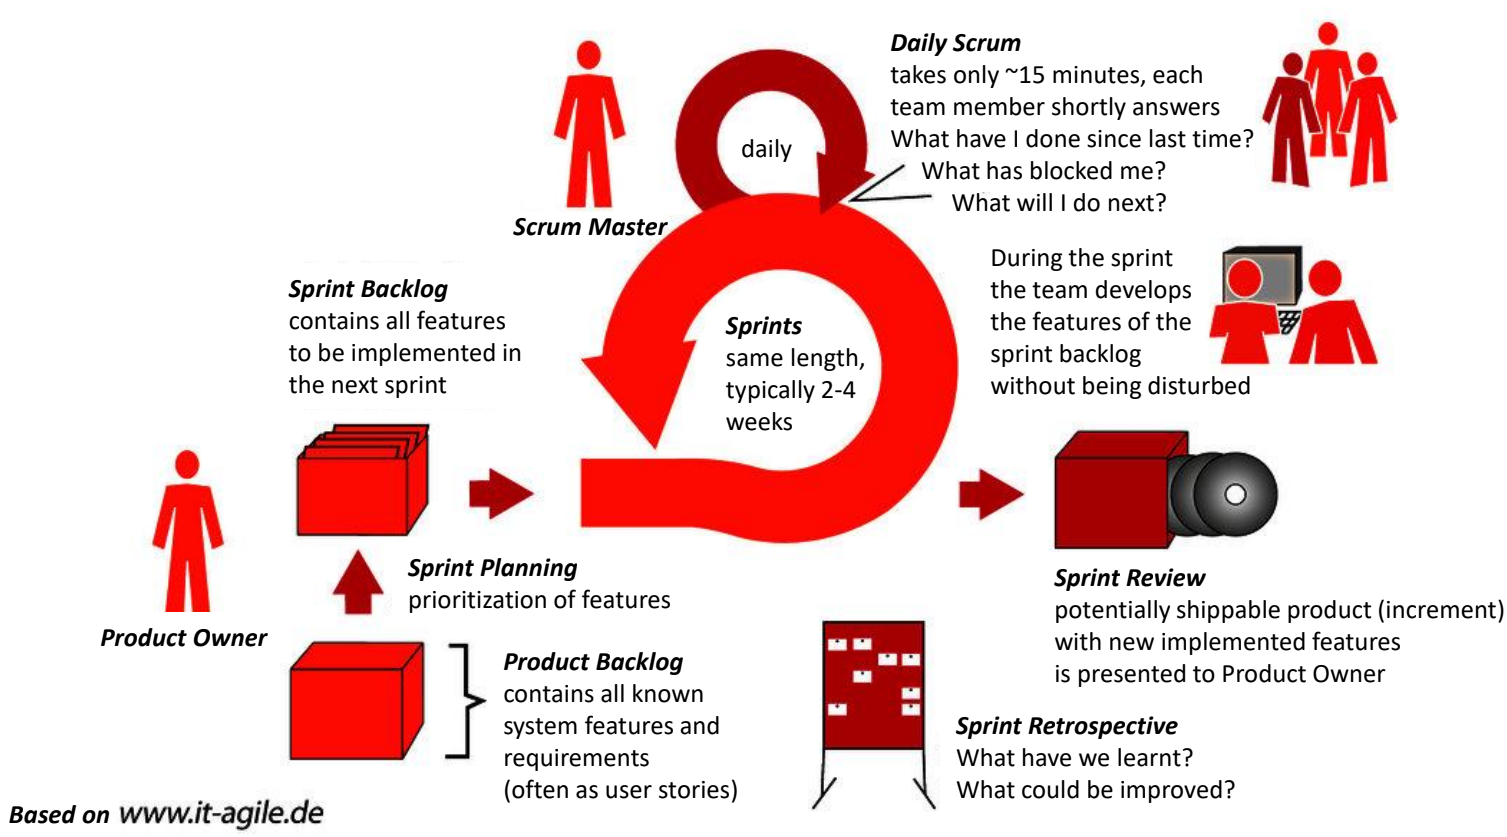 Daily Scrum
takes only ~15 minutes, each
team member shortly answers
What have I done since last time?
What has blocked me?
What will I do next?
daily
Scrum Master
During the sprint
the team develops
the features of the
sprint backlog
without being disturbed
Sprint Backlog
contains all features
to be implemented in
the next sprint
Sprints
same length,
typically 2-4
weeks
Sprint Planning
prioritization of features
Product Owner
Product Backlog
contains all known
system features and
requirements
(often as user stories)
Sprint Review
potentially shippable product (increment)
with new implemented features
is presented to Product Owner
Sprint Retrospective
What have we learnt?
What could be improved?
Based on www.it-agile.de